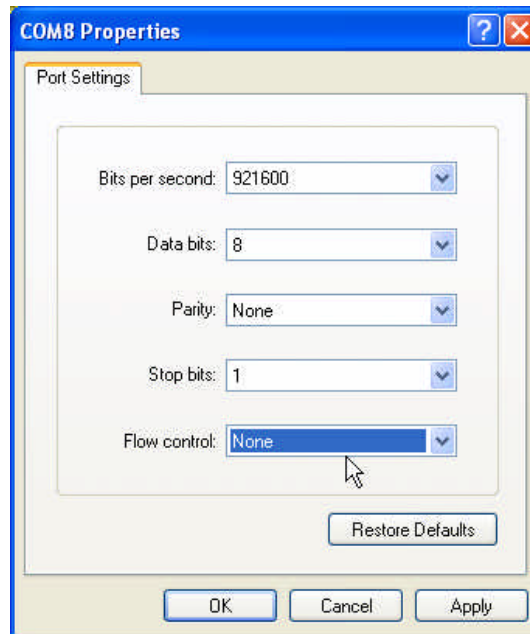 COM8 Properties
Port Settings
Bits per second: 921600
Data bits: 8
Parity: None
Stop bits: 1
Flow control: None
Restore Defaults
OK Cancel Apply